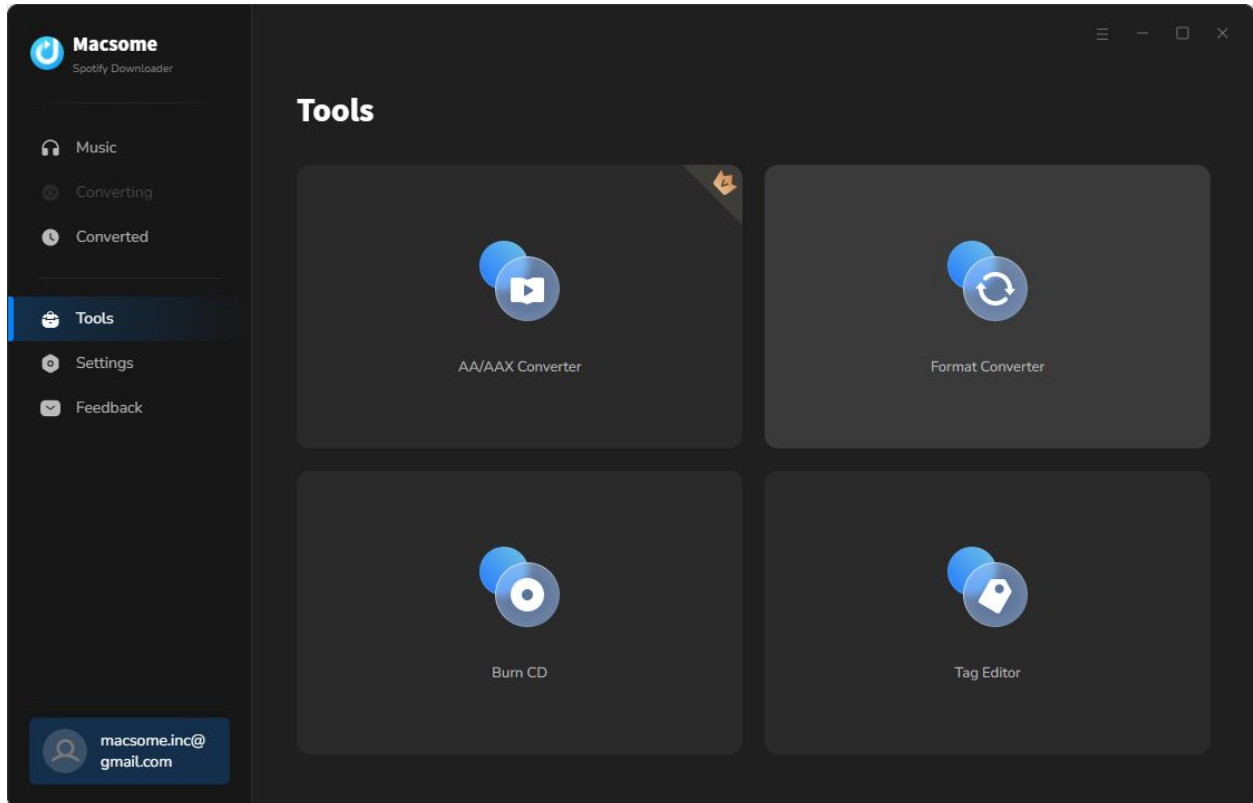 Macsome
Spotify Downloader
Music
Converting
Converted
Tools
Settings
Feedback
macsome.inc@
gmail.com
Tools
AA/AAX Converter
Format Converter
Burn CD
Tag Editor